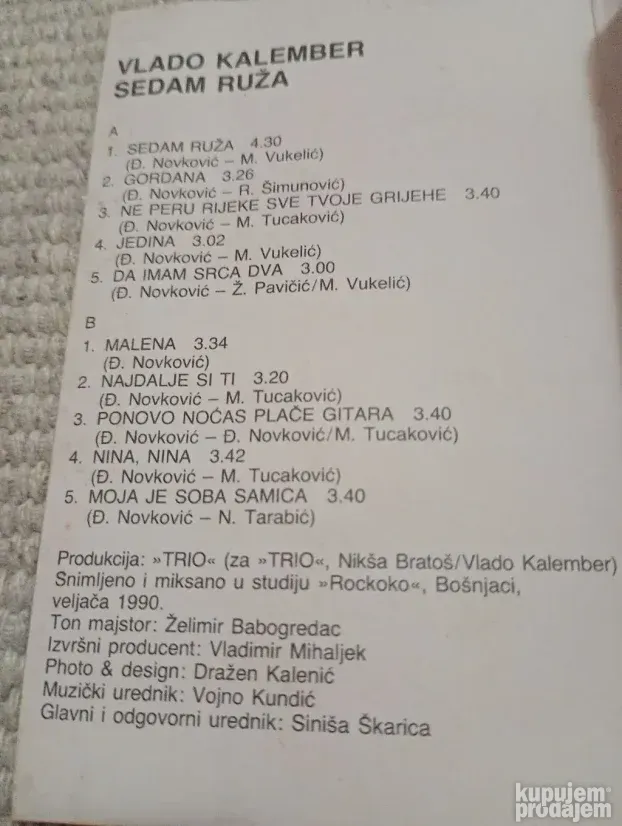 VLADO KALEMBER
SEDAM RUŽA
A
1. SEDAM RUŽA 4.30
(Đ. Novković – M. Vukelić)
2. GORDANA 3.26
(Đ. Novković – R. Šimunović)
3. NE PERU RIJEKE SVE TVOJE GRIJEHE 3.40
(Đ. Novković – M. Tucaković)
4. JEDINA 3.02
(Đ. Novković – M. Vukelić)
5. DA IMAM SRCA DVA 3.00
(Đ. Novković – Ž. Pavičić/M. Vukelić)
B
1. MALENA 3.34
(Đ. Novković)
2. NAJDALJE SI TI 3.20
(Đ. Novković – M. Tucaković)
3. PONOVO NOĆAS PLAČE GITARA 3.40
(Đ. Novković – Đ. Novković/M. Tucaković)
4. NINA, NINA 3.42
(Đ. Novković – M. Tucaković)
5. MOJA JE SOBA SAMICA 3.40
(Đ. Novković – N. Tarabić)
Produkcija: »TRIO« (za »TRIO«, Nikša Bratoš/Vlado Kalember)
Snimljeno i miksano u studiju »Rockoko«, Bošnjaci,
veljača 1990.
Ton majstor: Želimir Babogredac
Izvršni producent: Vladimir Mihaljek
Photo & design: Dražen Kalenić
Muzički urednik: Vojno Kundić
Glavni i odgovorni urednik: Siniša Škarica
kupujem
prodajem